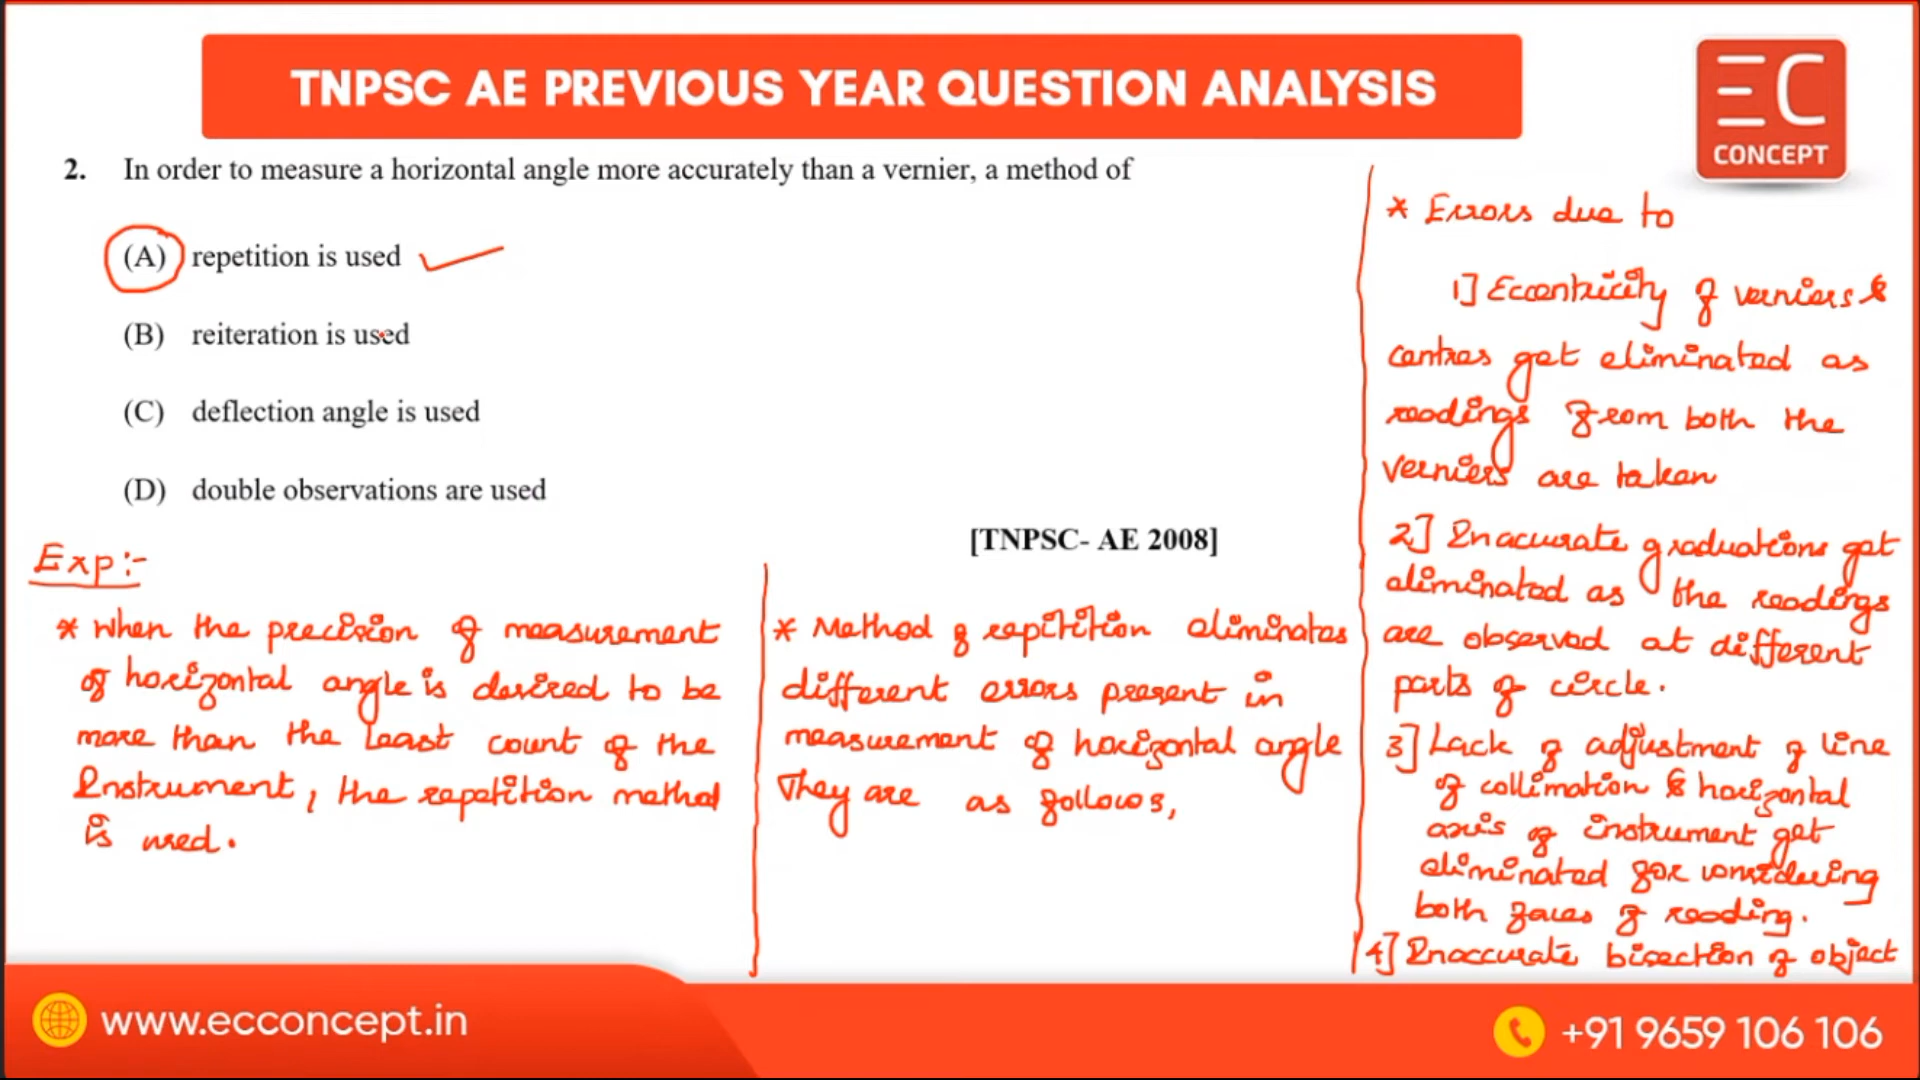 TNPSC AE PREVIOUS YEAR QUESTION ANALYSIS
EC
CONCEPT
2. In order to measure a horizontal angle more accurately than a vernier, a method of
(A) repetition is used
(B) reiteration is used
(C) deflection angle is used
(D) double observations are used
[TNPSC- AE 2008]
Exp:-
* When the precision of measurement
of horizontal angle is desired to be
more than the least count of the
Instrument, the repetition method
is used.
* Method of repitition eliminates
different errors present in
measurement of horizontal angle
They are as follows,
* Errors due to
1] Eccentricity of verniers &
centres get eliminated as
readings from both the
verniers are taken
2] Inaccurate graduations get
eliminated as the readings
are observed at different
parts of circle.
3] Lack of adjustment of line
of collimation & horizontal
axis of instrument get
eliminated for considering
both faces of reading.
4] Inaccurate bisection of object
www.ecconcept.in
+91 9659 106 106